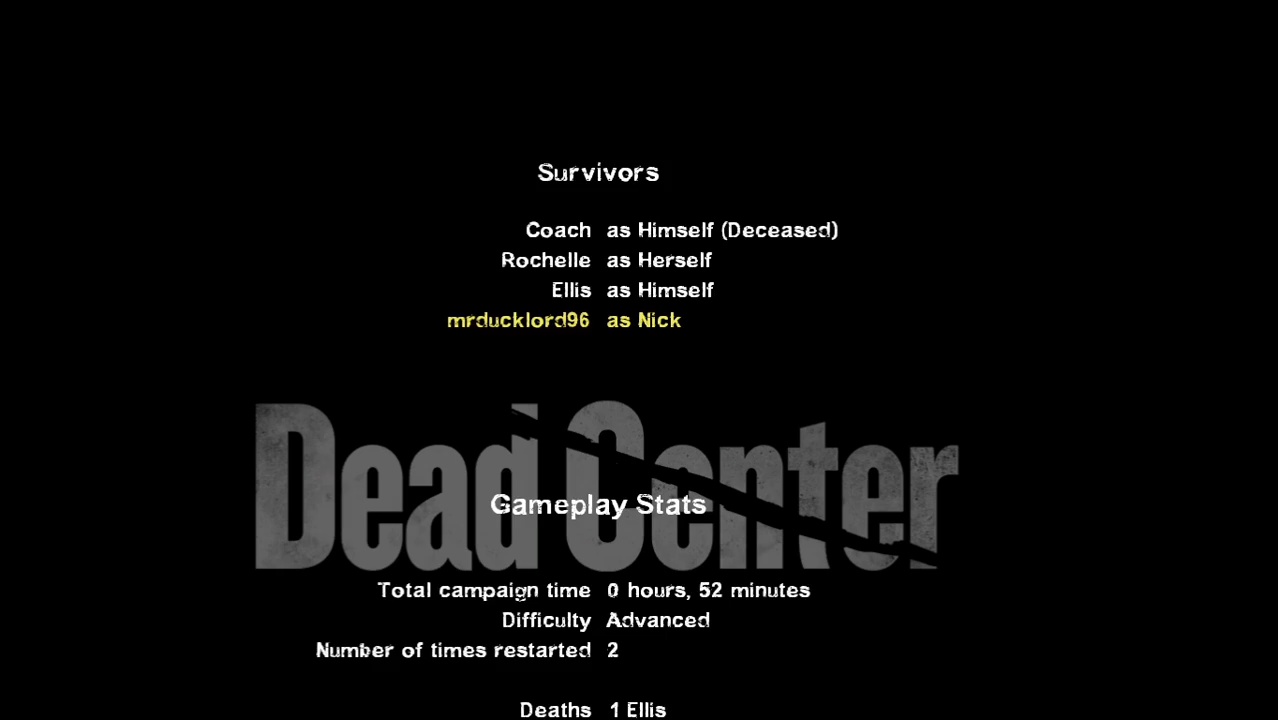 Survivors
Coach as Himself (Deceased)
Rochelle as Herself
Ellis as Himself
mrducklord96 as Nick
Dead Center
Gameplay Stats
Total campaign time 0 hours, 52 minutes
Difficulty Advanced
Number of times restarted 2
Deaths 1 Ellis